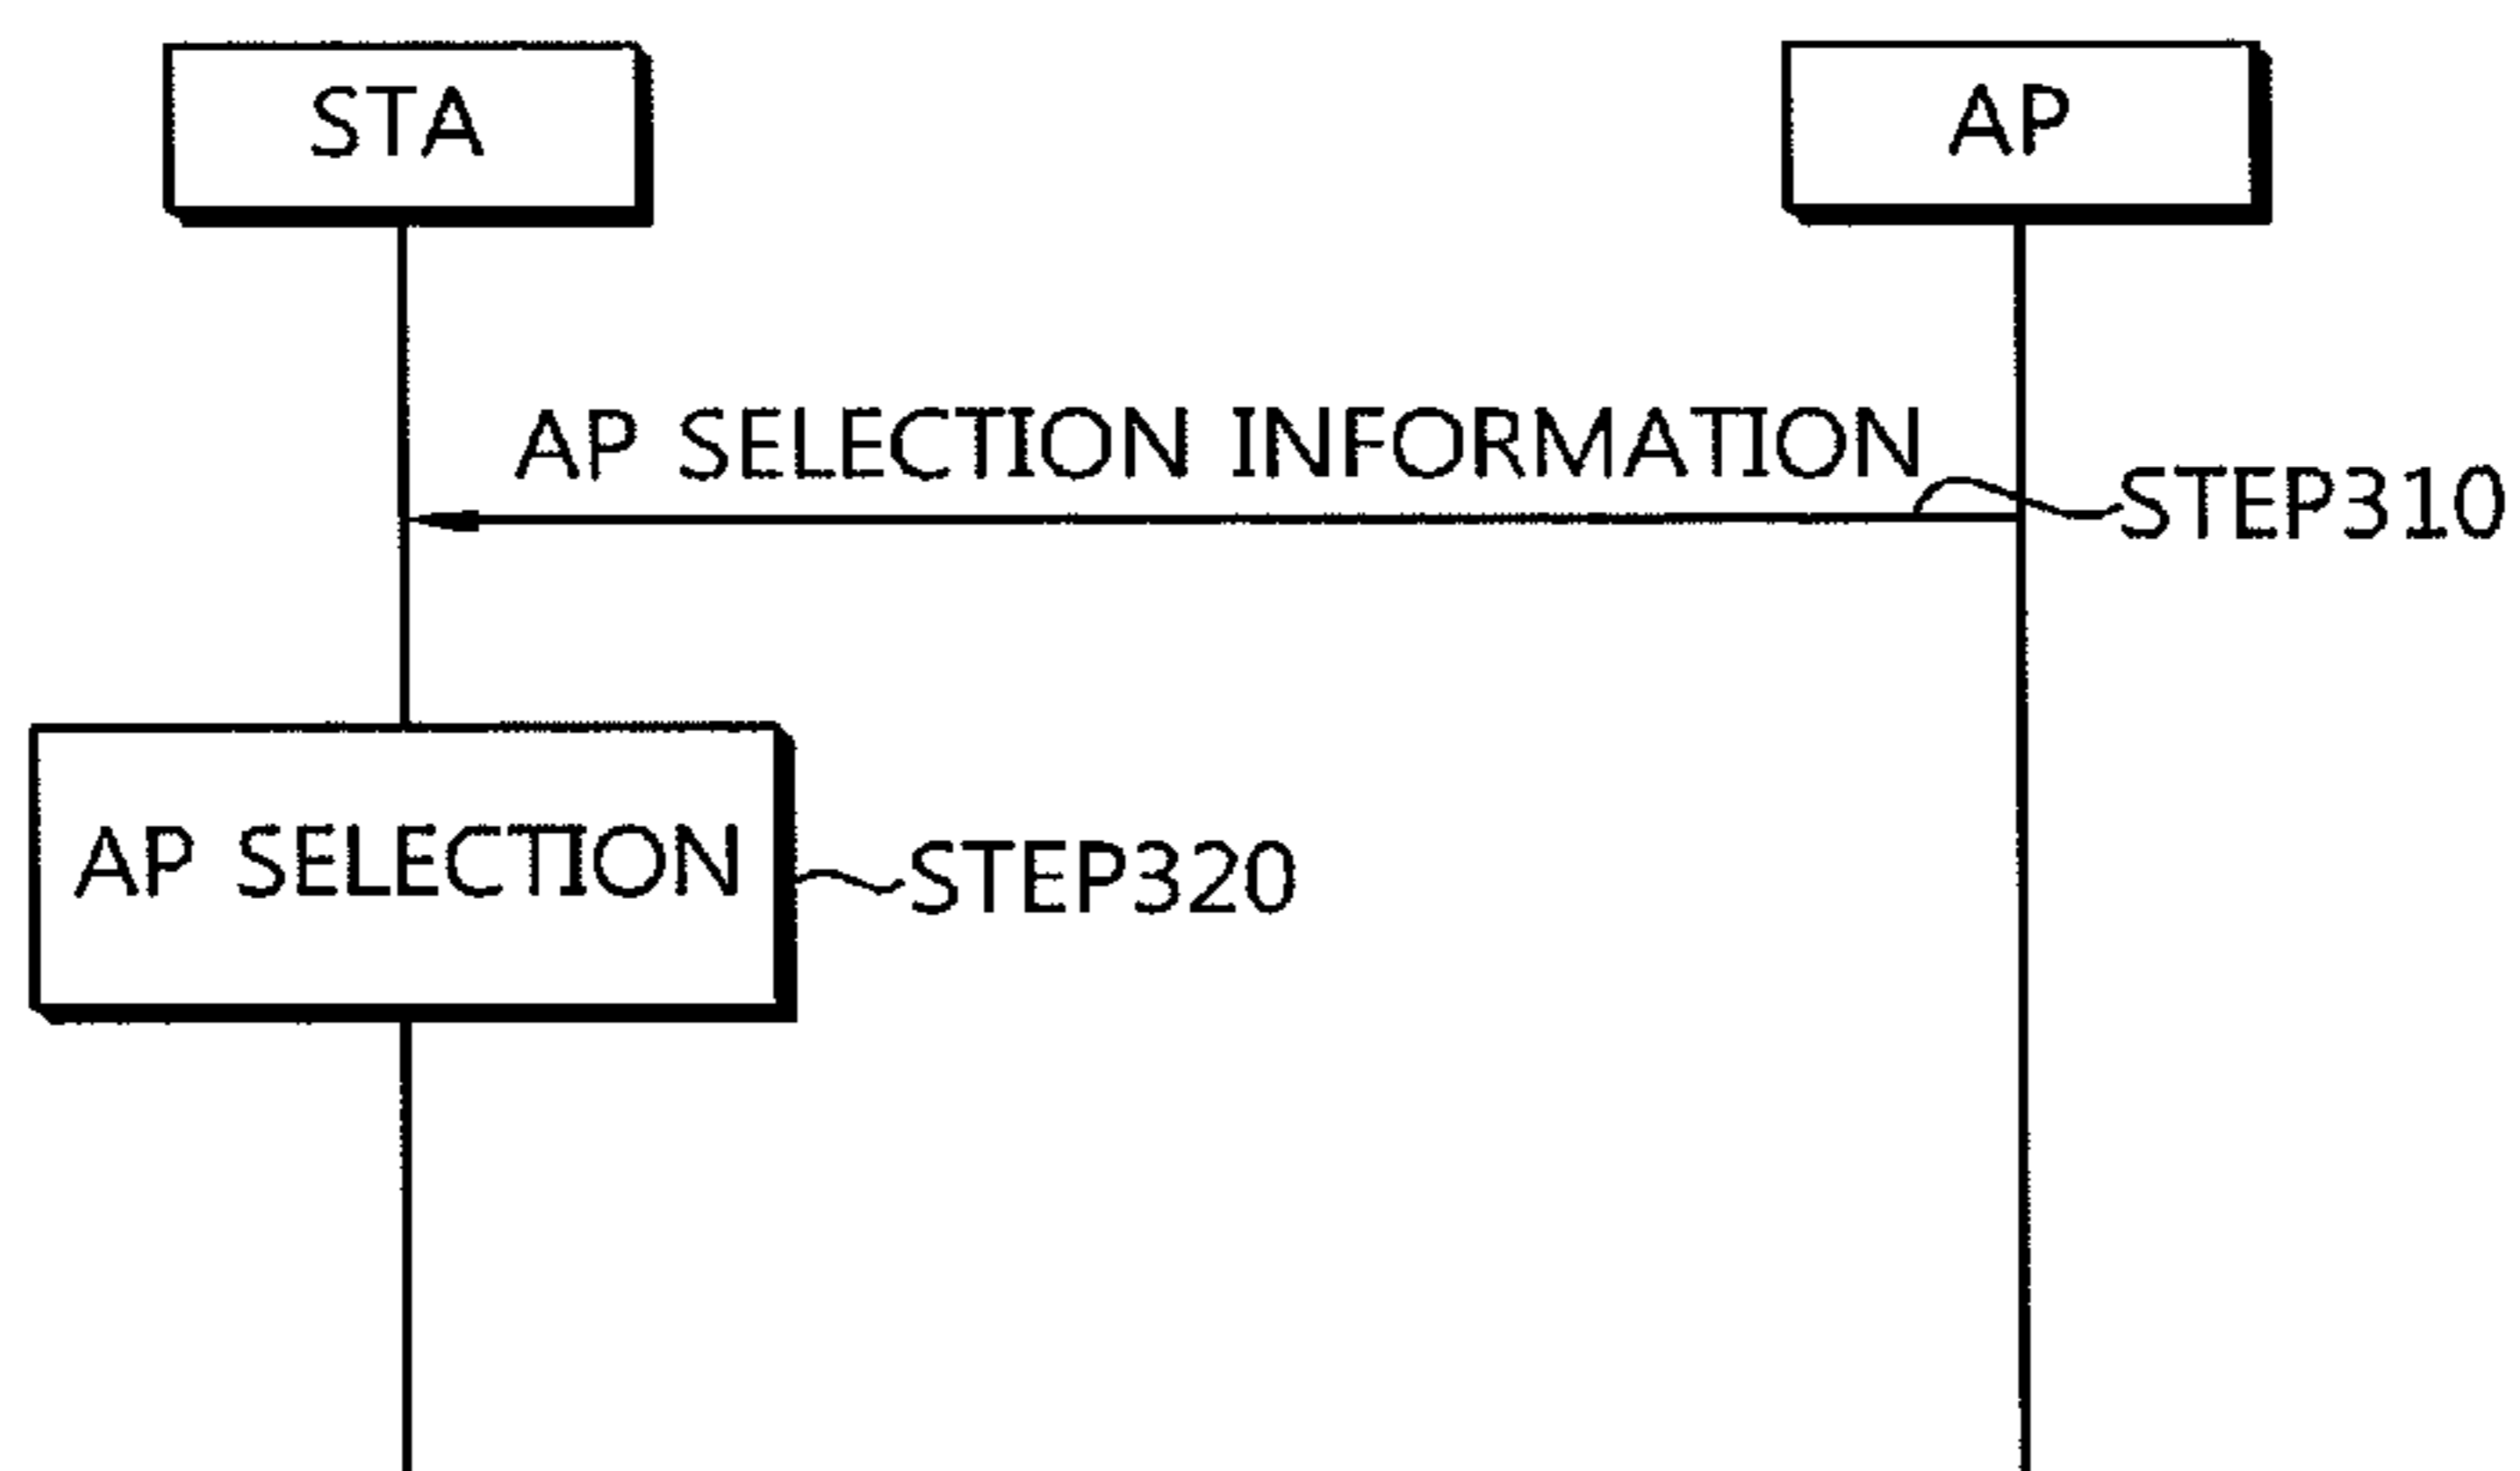 STA
AP
AP SELECTION INFORMATION
STEP310
AP SELECTION
STEP320